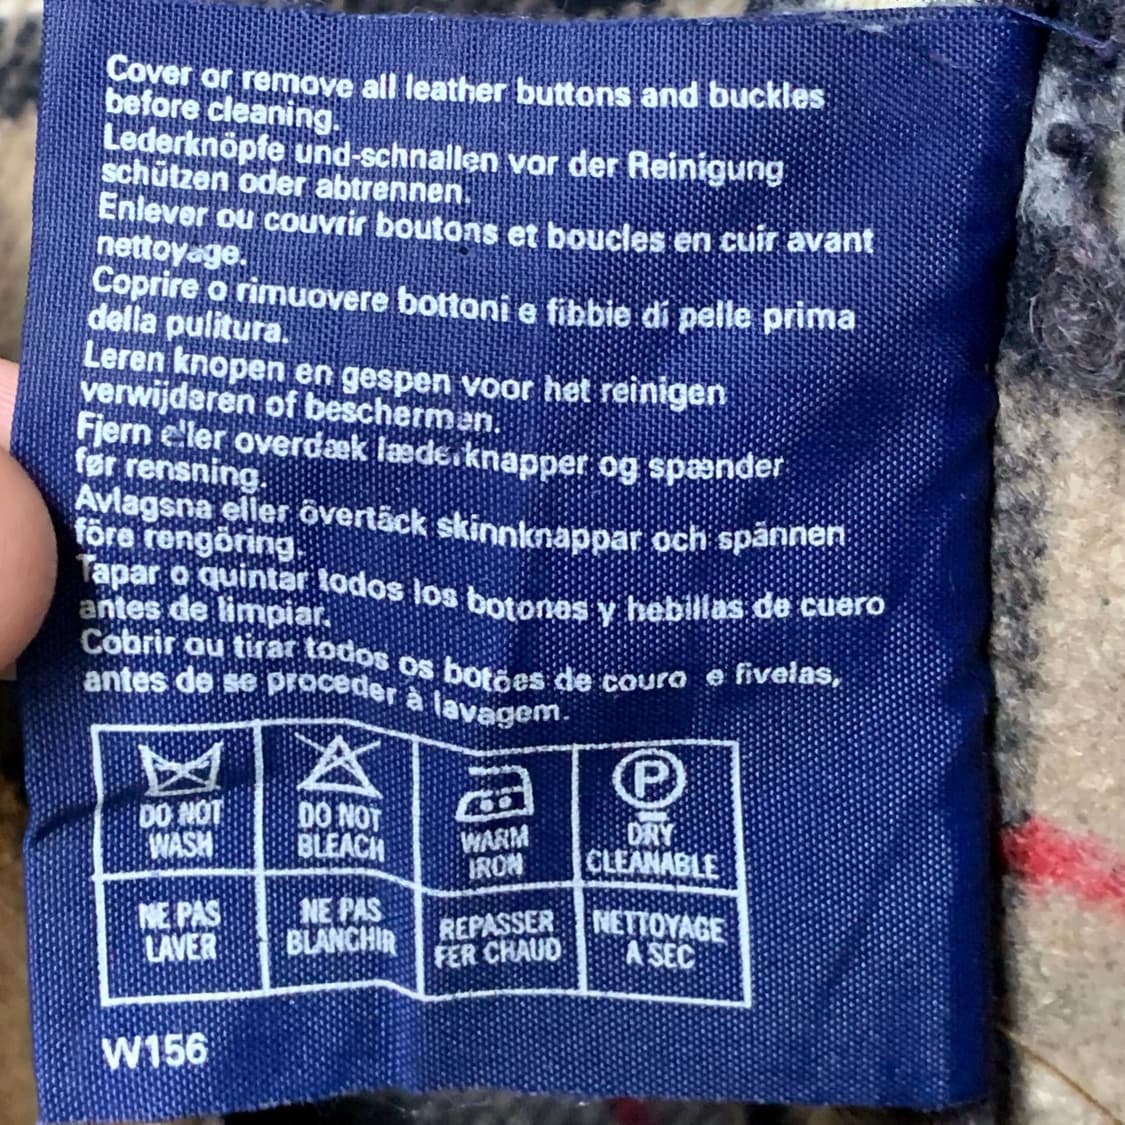 Cover or remove all leather buttons and buckles
before cleaning.
Lederknöpfe und-schnallen vor der Reinigung
schützen oder abtrennen.
Enlever ou couvrir boutons et boucles en cuir avant
nettoyage.
Coprire o rimuovere bottoni e fibbie di pelle prima
della pulitura.
Leren knopen en gespen voor het reinigen
verwijderen of beschermen.
Fjern eller overdæk læderknapper og spænder
før rensning.
Avlägsna eller övertäck skinnknappar och spännen
före rengöring.
Tapar o quintar todos los botones y hebillas de cuero
antes de limpiar.
Cobrir ou tirar todos os botões de couro e fivelas,
antes de se proceder à lavagem.
P
DO NOT
WASH
DO NOT
BLEACH
WARM
IRON
DRY
CLEANABLE
NE PAS
LAVER
NE PAS
BLANCHIR
REPASSER
FER CHAUD
NETTOYAGE
A SEC
W156